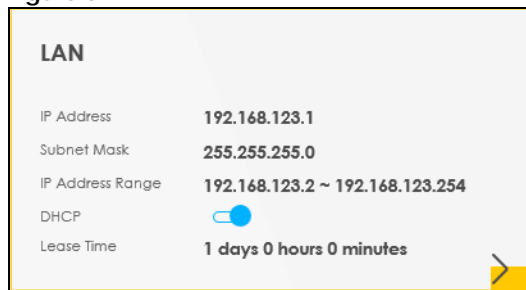 LAN
IP Address 192.168.123.1
Subnet Mask 255.255.255.0
IP Address Range 192.168.123.2 ~ 192.168.123.254
DHCP
Lease Time 1 days 0 hours 0 minutes